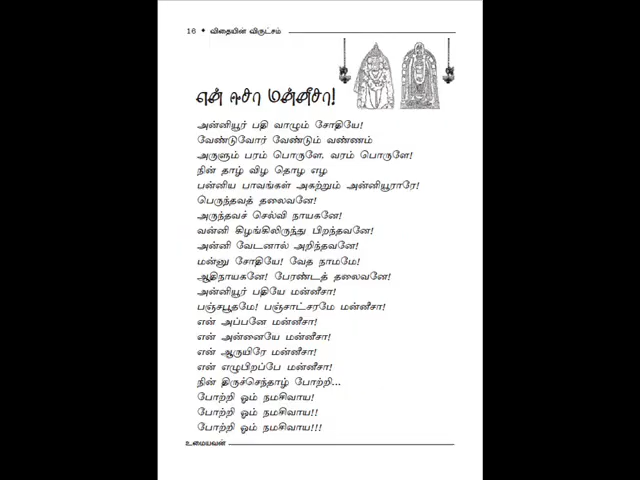 16 • விதையின் விருட்சம்
என் ஈசா மன்னீசா!
அன்னியூர் பதி வாழும் சோதியே!
வேண்டுவோர் வேண்டும் வண்ணம்
அருளும் பரம் பொருளே. வரம் பொருளே!
நின் தாழ் விழ தொழ எழ
பன்னிய பாவங்கள் அகற்றும் அன்னியூராரே!
பெருந்தவத் தலைவனே!
அருந்தவச் செல்வி நாயகனே!
வன்னி கிழங்கிலிருந்து பிறந்தவனே!
அன்னி வேடனால் அறிந்தவனே!
மன்னு சோதியே! வேத நாமமே!
ஆதிநாயகனே! பேரண்டத் தலைவனே!
அன்னியூர் பதியே மன்னீசா!
பஞ்சபூதமே! பஞ்சாட்சரமே மன்னீசா!
என் அப்பனே மன்னீசா!
என் அன்னையே மன்னீசா!
என் ஆருயிரே மன்னீசா!
என் எழுபிறப்பே மன்னீசா!
நின் திருச்செந்தாழ் போற்றி...
போற்றி ஓம் நமசிவாய!
போற்றி ஓம் நமசிவாய!!
போற்றி ஓம் நமசிவாய!!!
உமையவன்